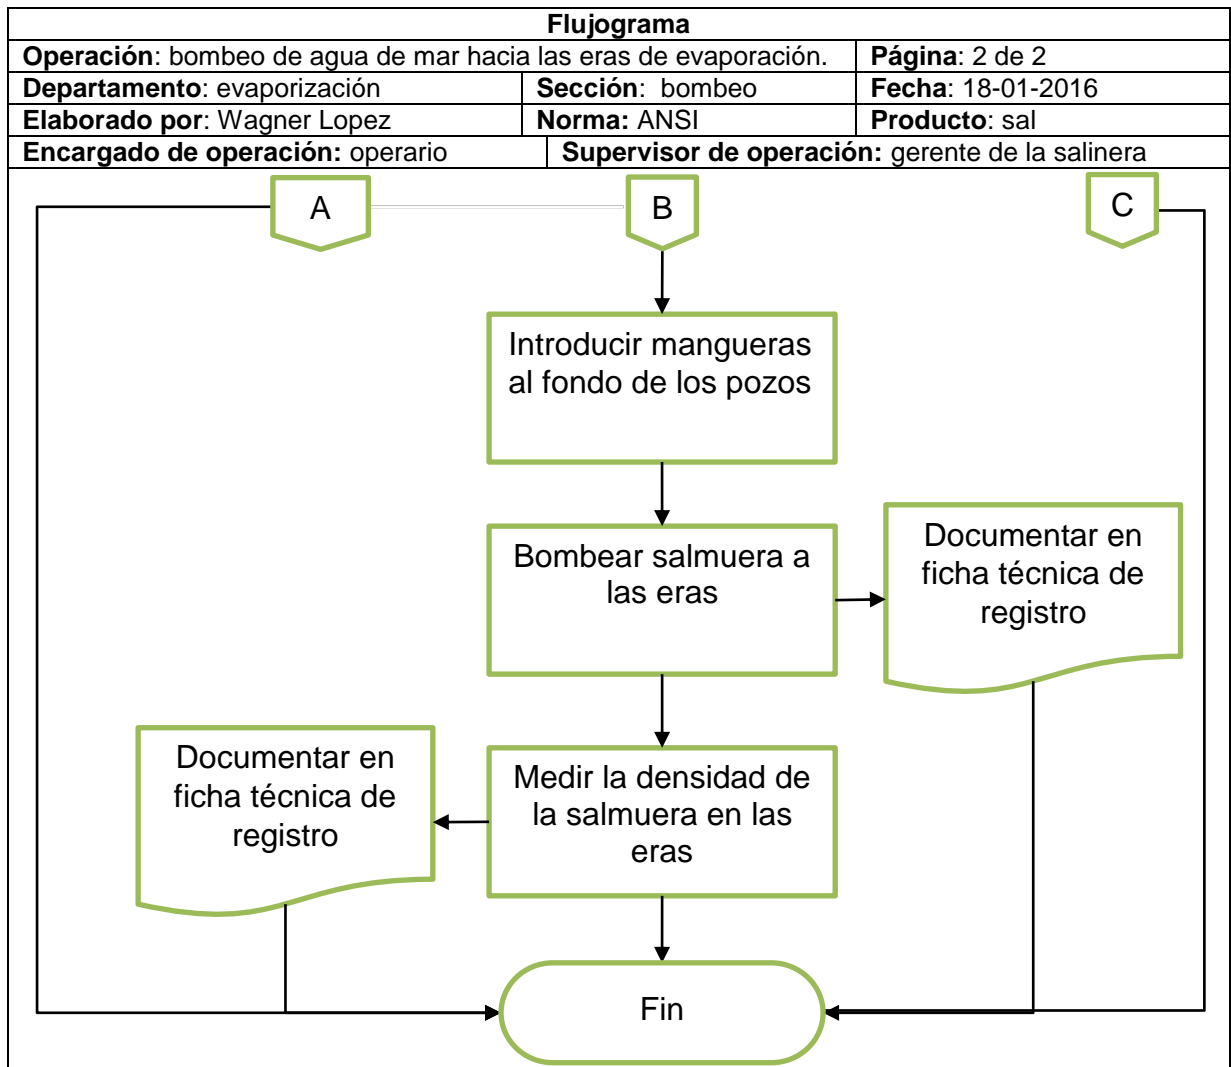 Flujograma
Operación: bombeo de agua de mar hacia las eras de evaporación. Página: 2 de 2
Departamento: evaporización Sección: bombeo Fecha: 18-01-2016
Elaborado por: Wagner Lopez Norma: ANSI Producto: sal
Encargado de operación: operario Supervisor de operación: gerente de la salinera
A B C
Introducir mangueras
al fondo de los pozos
Bombear salmuera a
las eras
Documentar en
ficha técnica de
registro
Documentar en
ficha técnica de
registro
Medir la densidad de
la salmuera en las
eras
Fin